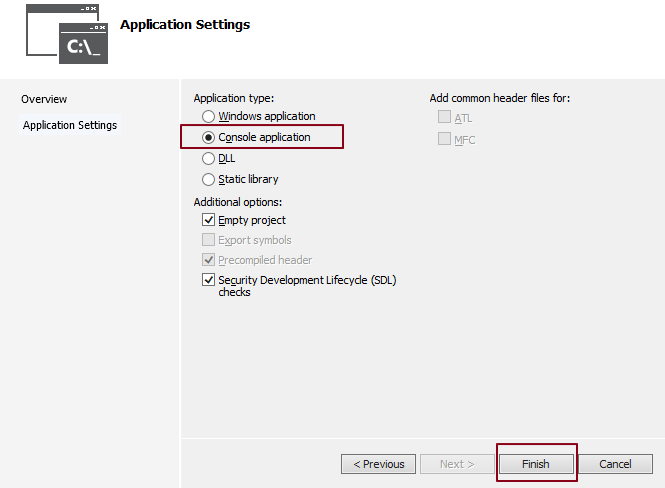 C:\_
Application Settings
Overview
Application Settings
Application type:
Windows application
Console application
DLL
Static library
Additional options:
Empty project
Export symbols
Precompiled header
Security Development Lifecycle (SDL)
checks
Add common header files for:
ATL
MFC
< Previous
Next >
Finish
Cancel